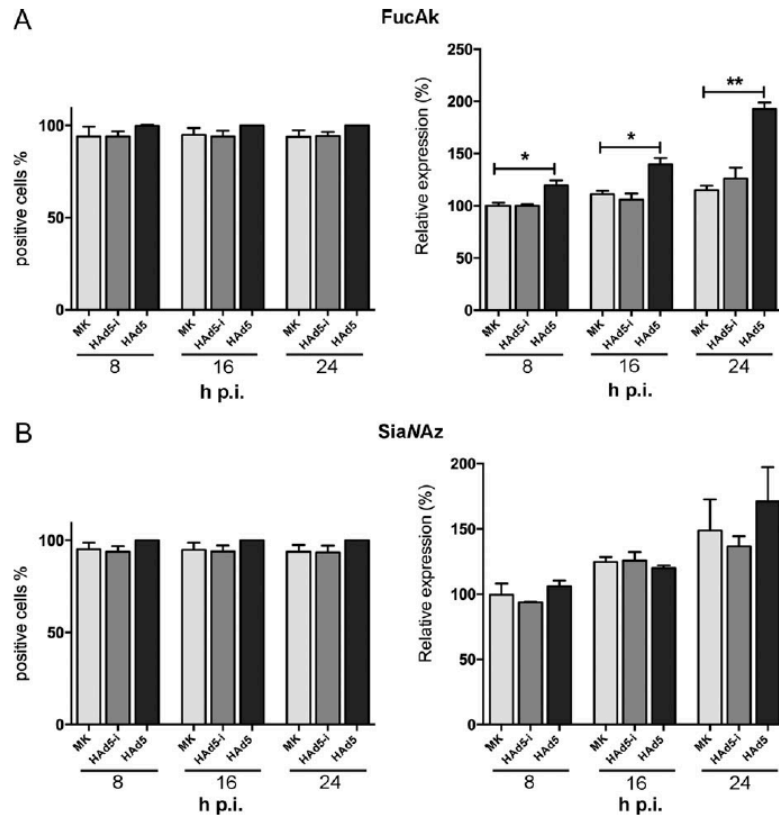 A
FucAk
positive cells %
100
50
0
MK HAd5-i HAd5 MK HAd5-i HAd5 MK HAd5-i HAd5
8 16 24
h p.i.
Relative expression (%)
250
200
150
100
50
0
* * **
MK HAd5-i HAd5 MK HAd5-i HAd5 MK HAd5-i HAd5
8 16 24
h p.i.
B
SiaNAz
positive cells %
100
50
0
MK HAd5-i HAd5 MK HAd5-i HAd5 MK HAd5-i HAd5
8 16 24
h p.i.
Relative expression (%)
200
150
100
50
0
MK HAd5-i HAd5 MK HAd5-i HAd5 MK HAd5-i HAd5
8 16 24
h p.i.